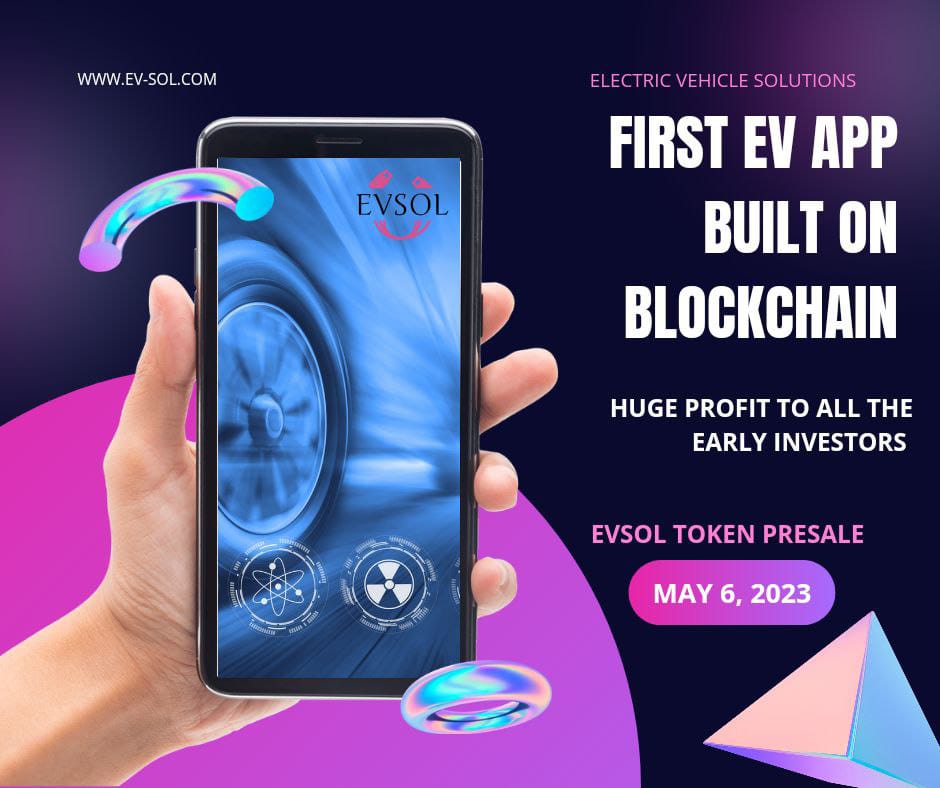 WWW.EV-SOL.COM
ELECTRIC VEHICLE SOLUTIONS
FIRST EV APP
BUILT ON
BLOCKCHAIN
EVSOL
HUGE PROFIT TO ALL THE
EARLY INVESTORS
EVSOL TOKEN PRESALE
MAY 6, 2023